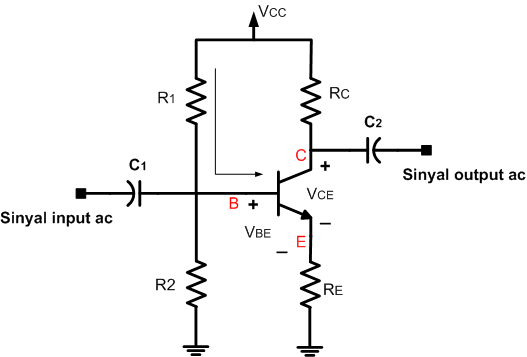 VCC
R1
RC
C2
C
+
C1
Sinyal output ac
VCE
B +
Sinyal input ac
−
VBE
E
−
R2
RE